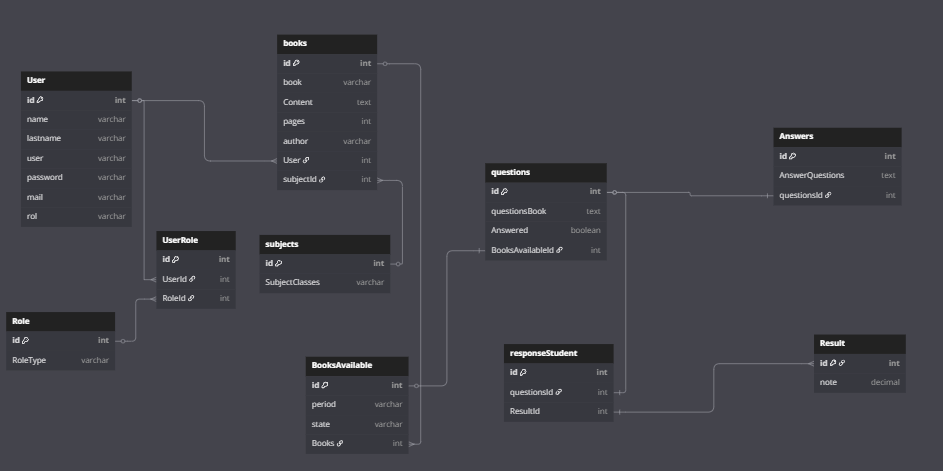 books
id int
book varchar
Content text
pages int
author varchar
User int
subjectId int
User
id int
name varchar
lastname varchar
user varchar
password varchar
mail varchar
rol varchar
Answers
id int
AnswerQuestions text
questionsId int
questions
id int
questionsBook text
Answered boolean
BooksAvailableId int
UserRole
id int
UserId int
RoleId int
subjects
id int
SubjectClasses varchar
Role
id int
RoleType varchar
BooksAvailable
id int
period varchar
state varchar
Books int
responseStudent
id int
questionsId int
ResultId int
Result
id int
note decimal